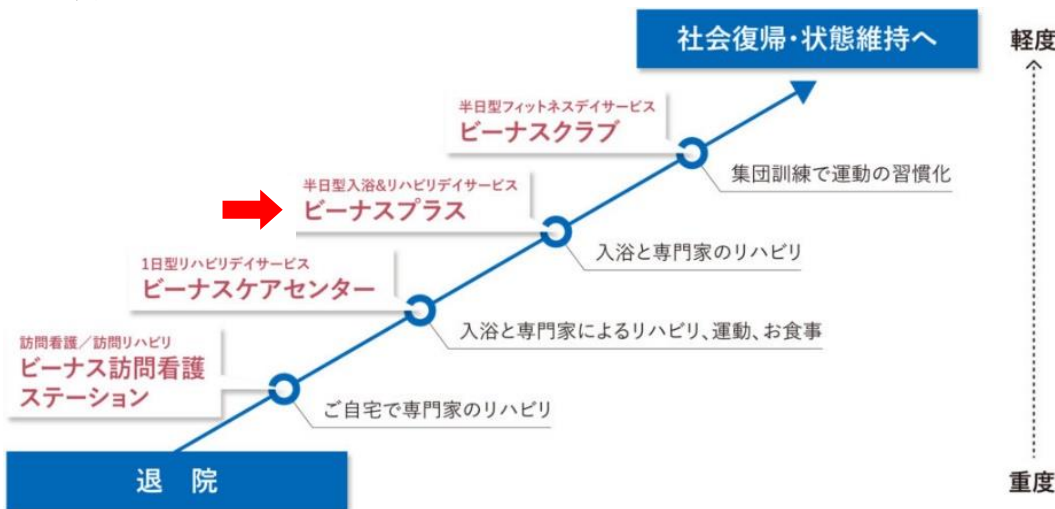 社会復帰・状態維持へ
軽度
半日型フィットネスデイサービス
ビーナスクラブ
集団訓練で運動の習慣化
半日型入浴&リハビリデイサービス
ビーナスプラス
入浴と専門家のリハビリ
1日型リハビリデイサービス
ビーナスケアセンター
入浴と専門家によるリハビリ、運動、お食事
訪問看護／訪問リハビリ
ビーナス訪問看護
ステーション
ご自宅で専門家のリハビリ
退 院
重度